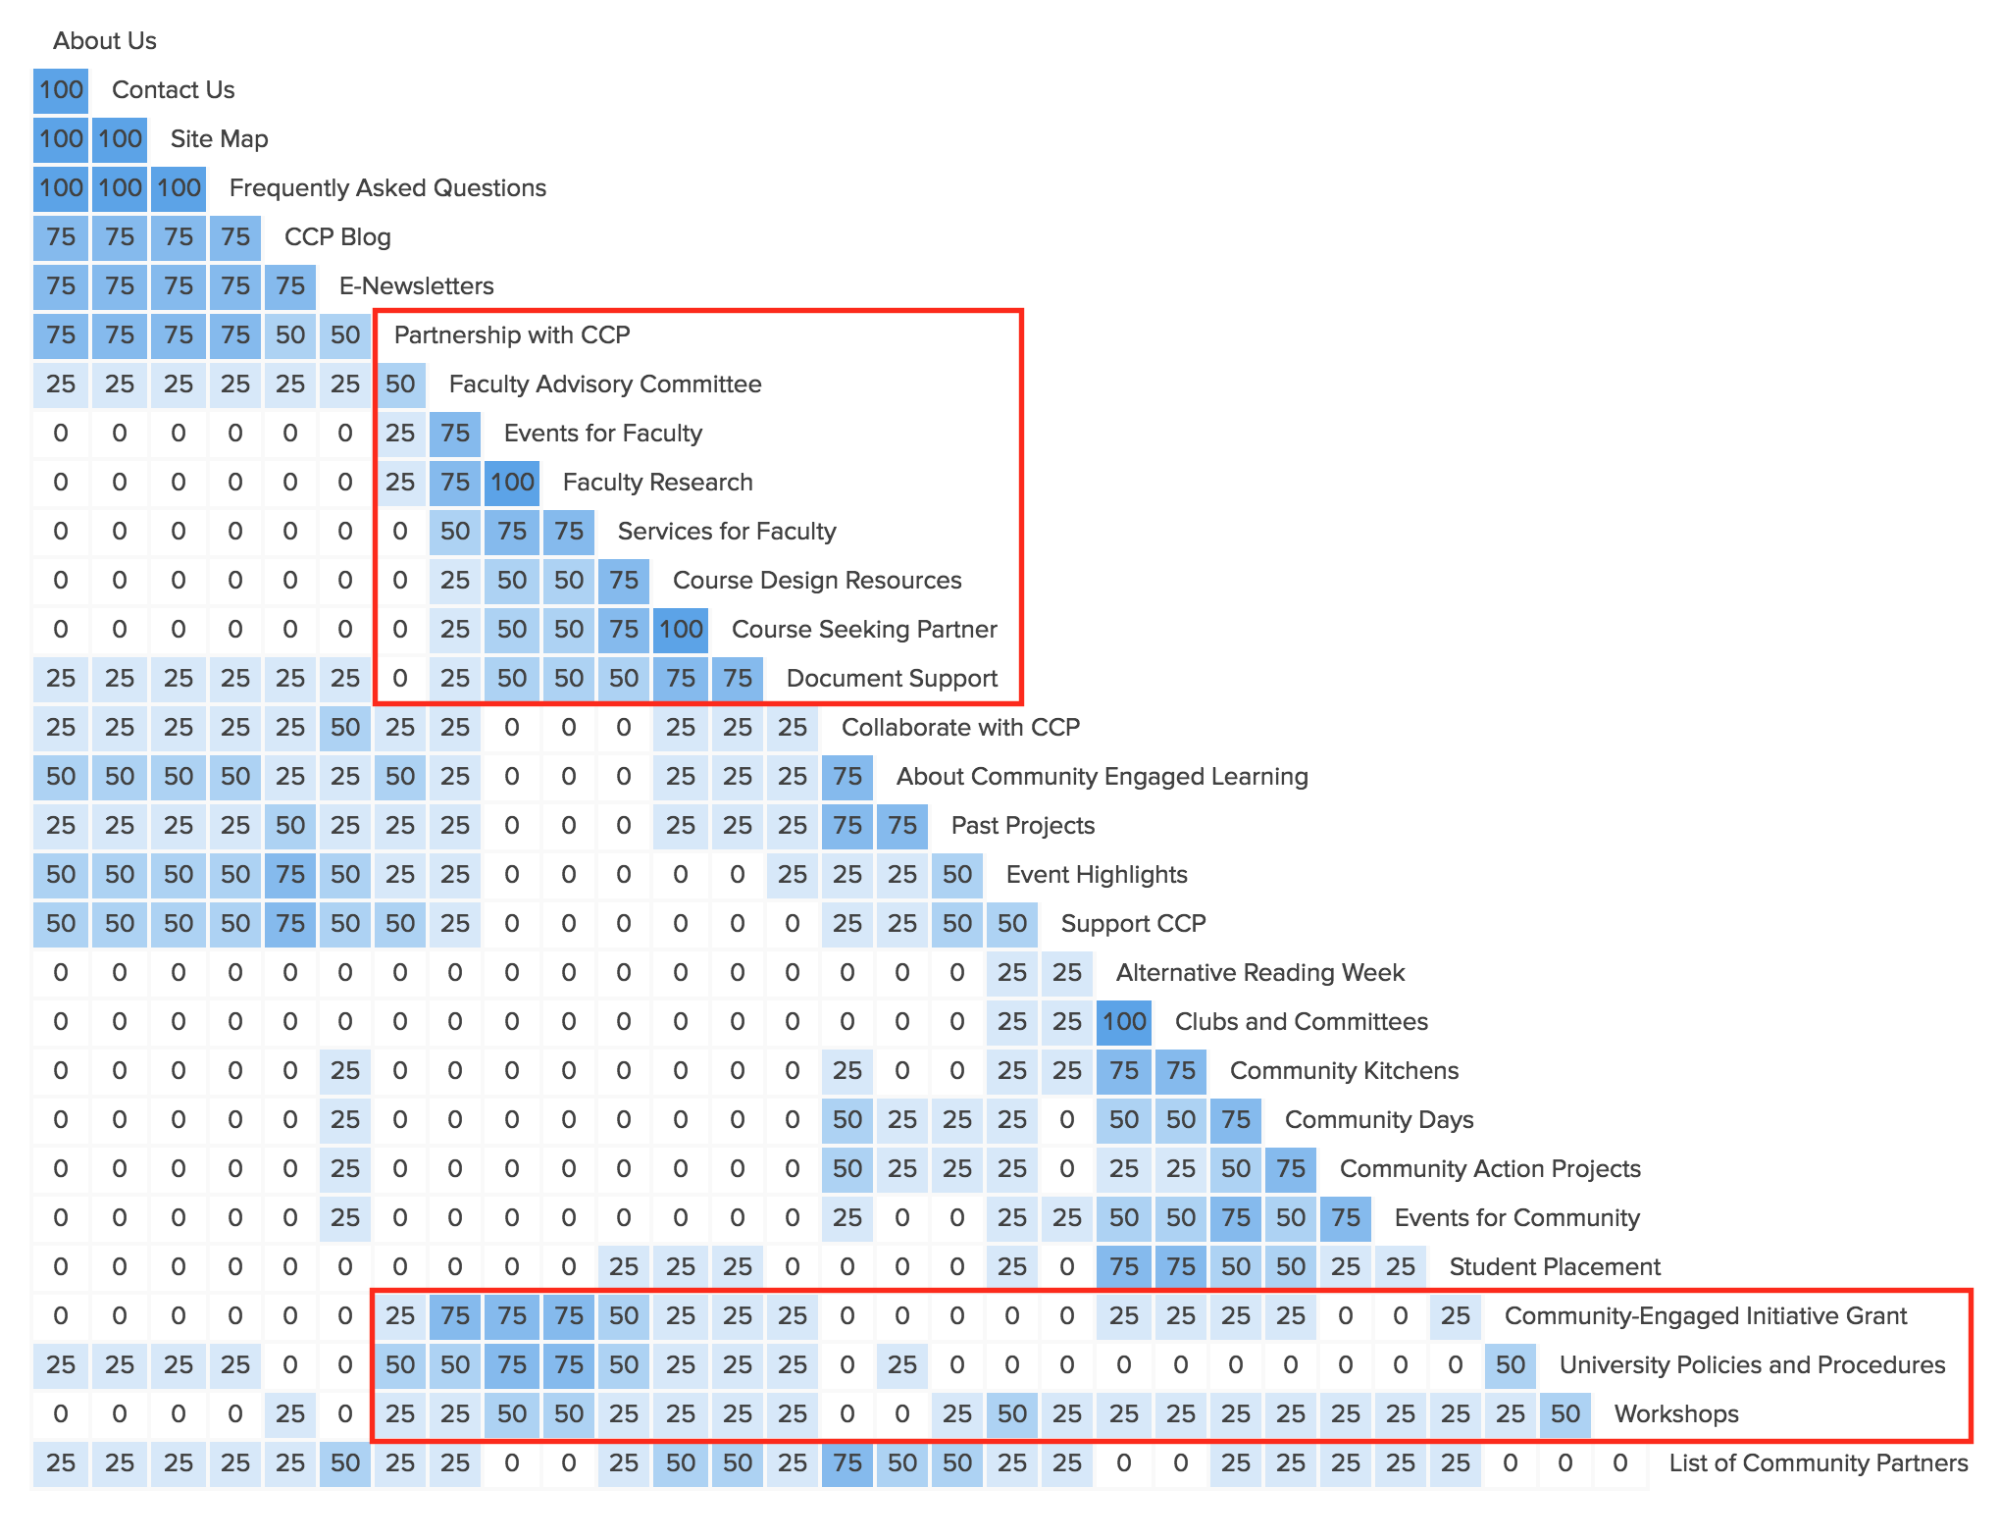 About Us
100 Contact Us
100 100 Site Map
100 100 100 Frequently Asked Questions
75 75 75 75 CCP Blog
75 75 75 75 75 E-Newsletters
75 75 75 75 50 50 Partnership with CCP
25 25 25 25 25 25 50 Faculty Advisory Committee
0 0 0 0 0 0 25 75 Events for Faculty
0 0 0 0 0 0 25 75 100 Faculty Research
0 0 0 0 0 0 0 50 75 75 Services for Faculty
0 0 0 0 0 0 0 25 50 50 75 Course Design Resources
0 0 0 0 0 0 0 25 50 50 75 100 Course Seeking Partner
25 25 25 25 25 25 0 25 50 50 50 75 75 Document Support
25 25 25 25 25 50 25 25 0 0 0 25 25 25 Collaborate with CCP
50 50 50 50 25 25 50 25 0 0 0 25 25 25 75 About Community Engaged Learning
25 25 25 25 50 25 25 25 0 0 0 25 25 25 75 75 Past Projects
50 50 50 50 75 50 25 25 0 0 0 0 0 25 25 25 50 Event Highlights
50 50 50 50 75 50 50 25 0 0 0 0 0 0 25 25 50 50 Support CCP
0 0 0 0 0 0 0 0 0 0 0 0 0 0 0 0 0 25 25 Alternative Reading Week
0 0 0 0 0 0 0 0 0 0 0 0 0 0 0 0 0 25 25 100 Clubs and Committees
0 0 0 0 0 25 0 0 0 0 0 0 0 0 25 0 0 25 25 75 75 Community Kitchens
0 0 0 0 0 25 0 0 0 0 0 0 0 0 50 25 25 25 0 50 50 75 Community Days
0 0 0 0 0 25 0 0 0 0 0 0 0 0 50 25 25 25 0 25 25 50 75 Community Action Projects
0 0 0 0 0 25 0 0 0 0 0 0 0 0 25 0 0 25 25 50 50 75 50 75 Events for Community
0 0 0 0 0 0 0 0 0 0 25 25 25 0 0 0 0 25 0 75 75 50 50 25 25 Student Placement
0 0 0 0 0 0 25 75 75 75 50 25 25 25 0 0 0 0 0 25 25 25 25 0 0 25 Community-Engaged Initiative Grant
25 25 25 25 0 0 50 50 75 75 50 25 25 25 0 25 0 0 0 0 0 0 0 0 0 0 50 University Policies and Procedures
0 0 0 0 25 0 25 25 50 50 25 25 25 25 0 0 25 50 25 25 25 25 25 25 25 25 25 50 Workshops
25 25 25 25 25 50 25 25 0 0 25 50 50 25 75 50 50 25 25 0 0 25 25 25 25 25 0 0 0 List of Community Partners